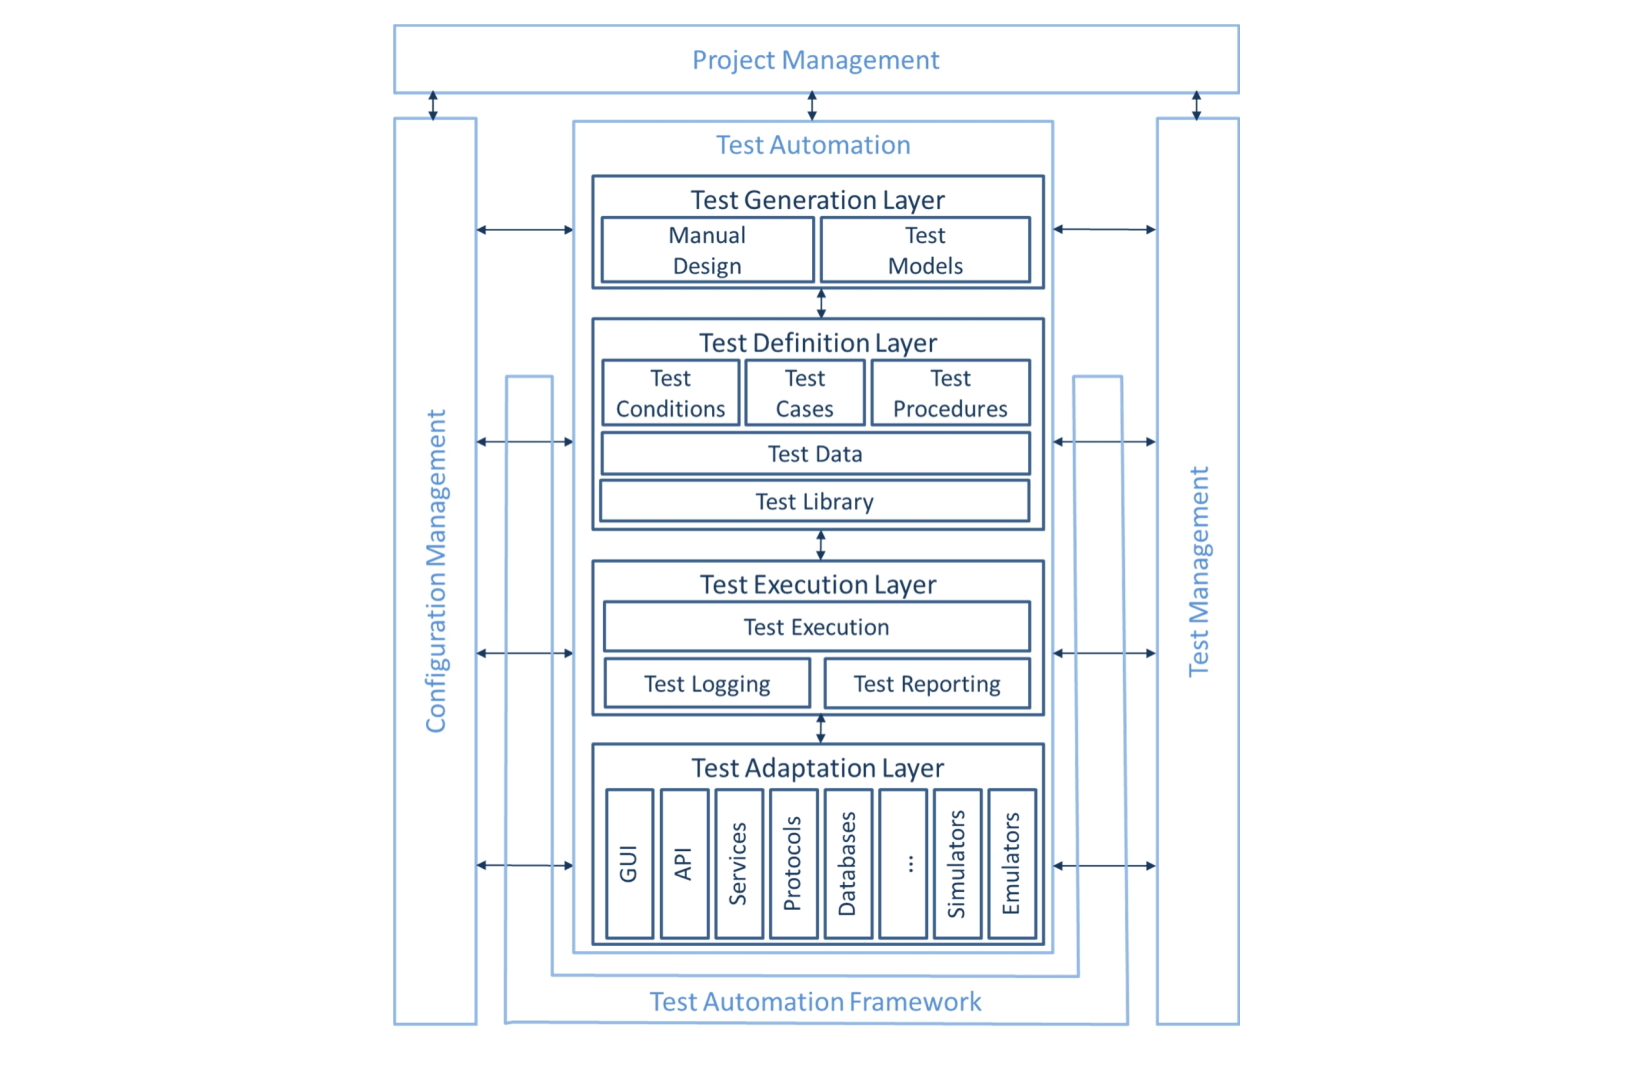 Project Management
Test Automation
Test Generation Layer
Manual
Design
Test
Models
Test Definition Layer
Test
Conditions
Test
Cases
Test
Procedures
Test Data
Test Library
Test Execution Layer
Test Execution
Test Logging
Test Reporting
Test Adaptation Layer
GUI
API
Services
Protocols
Databases
...
Simulators
Emulators
Test Automation Framework
Configuration Management
Test Management